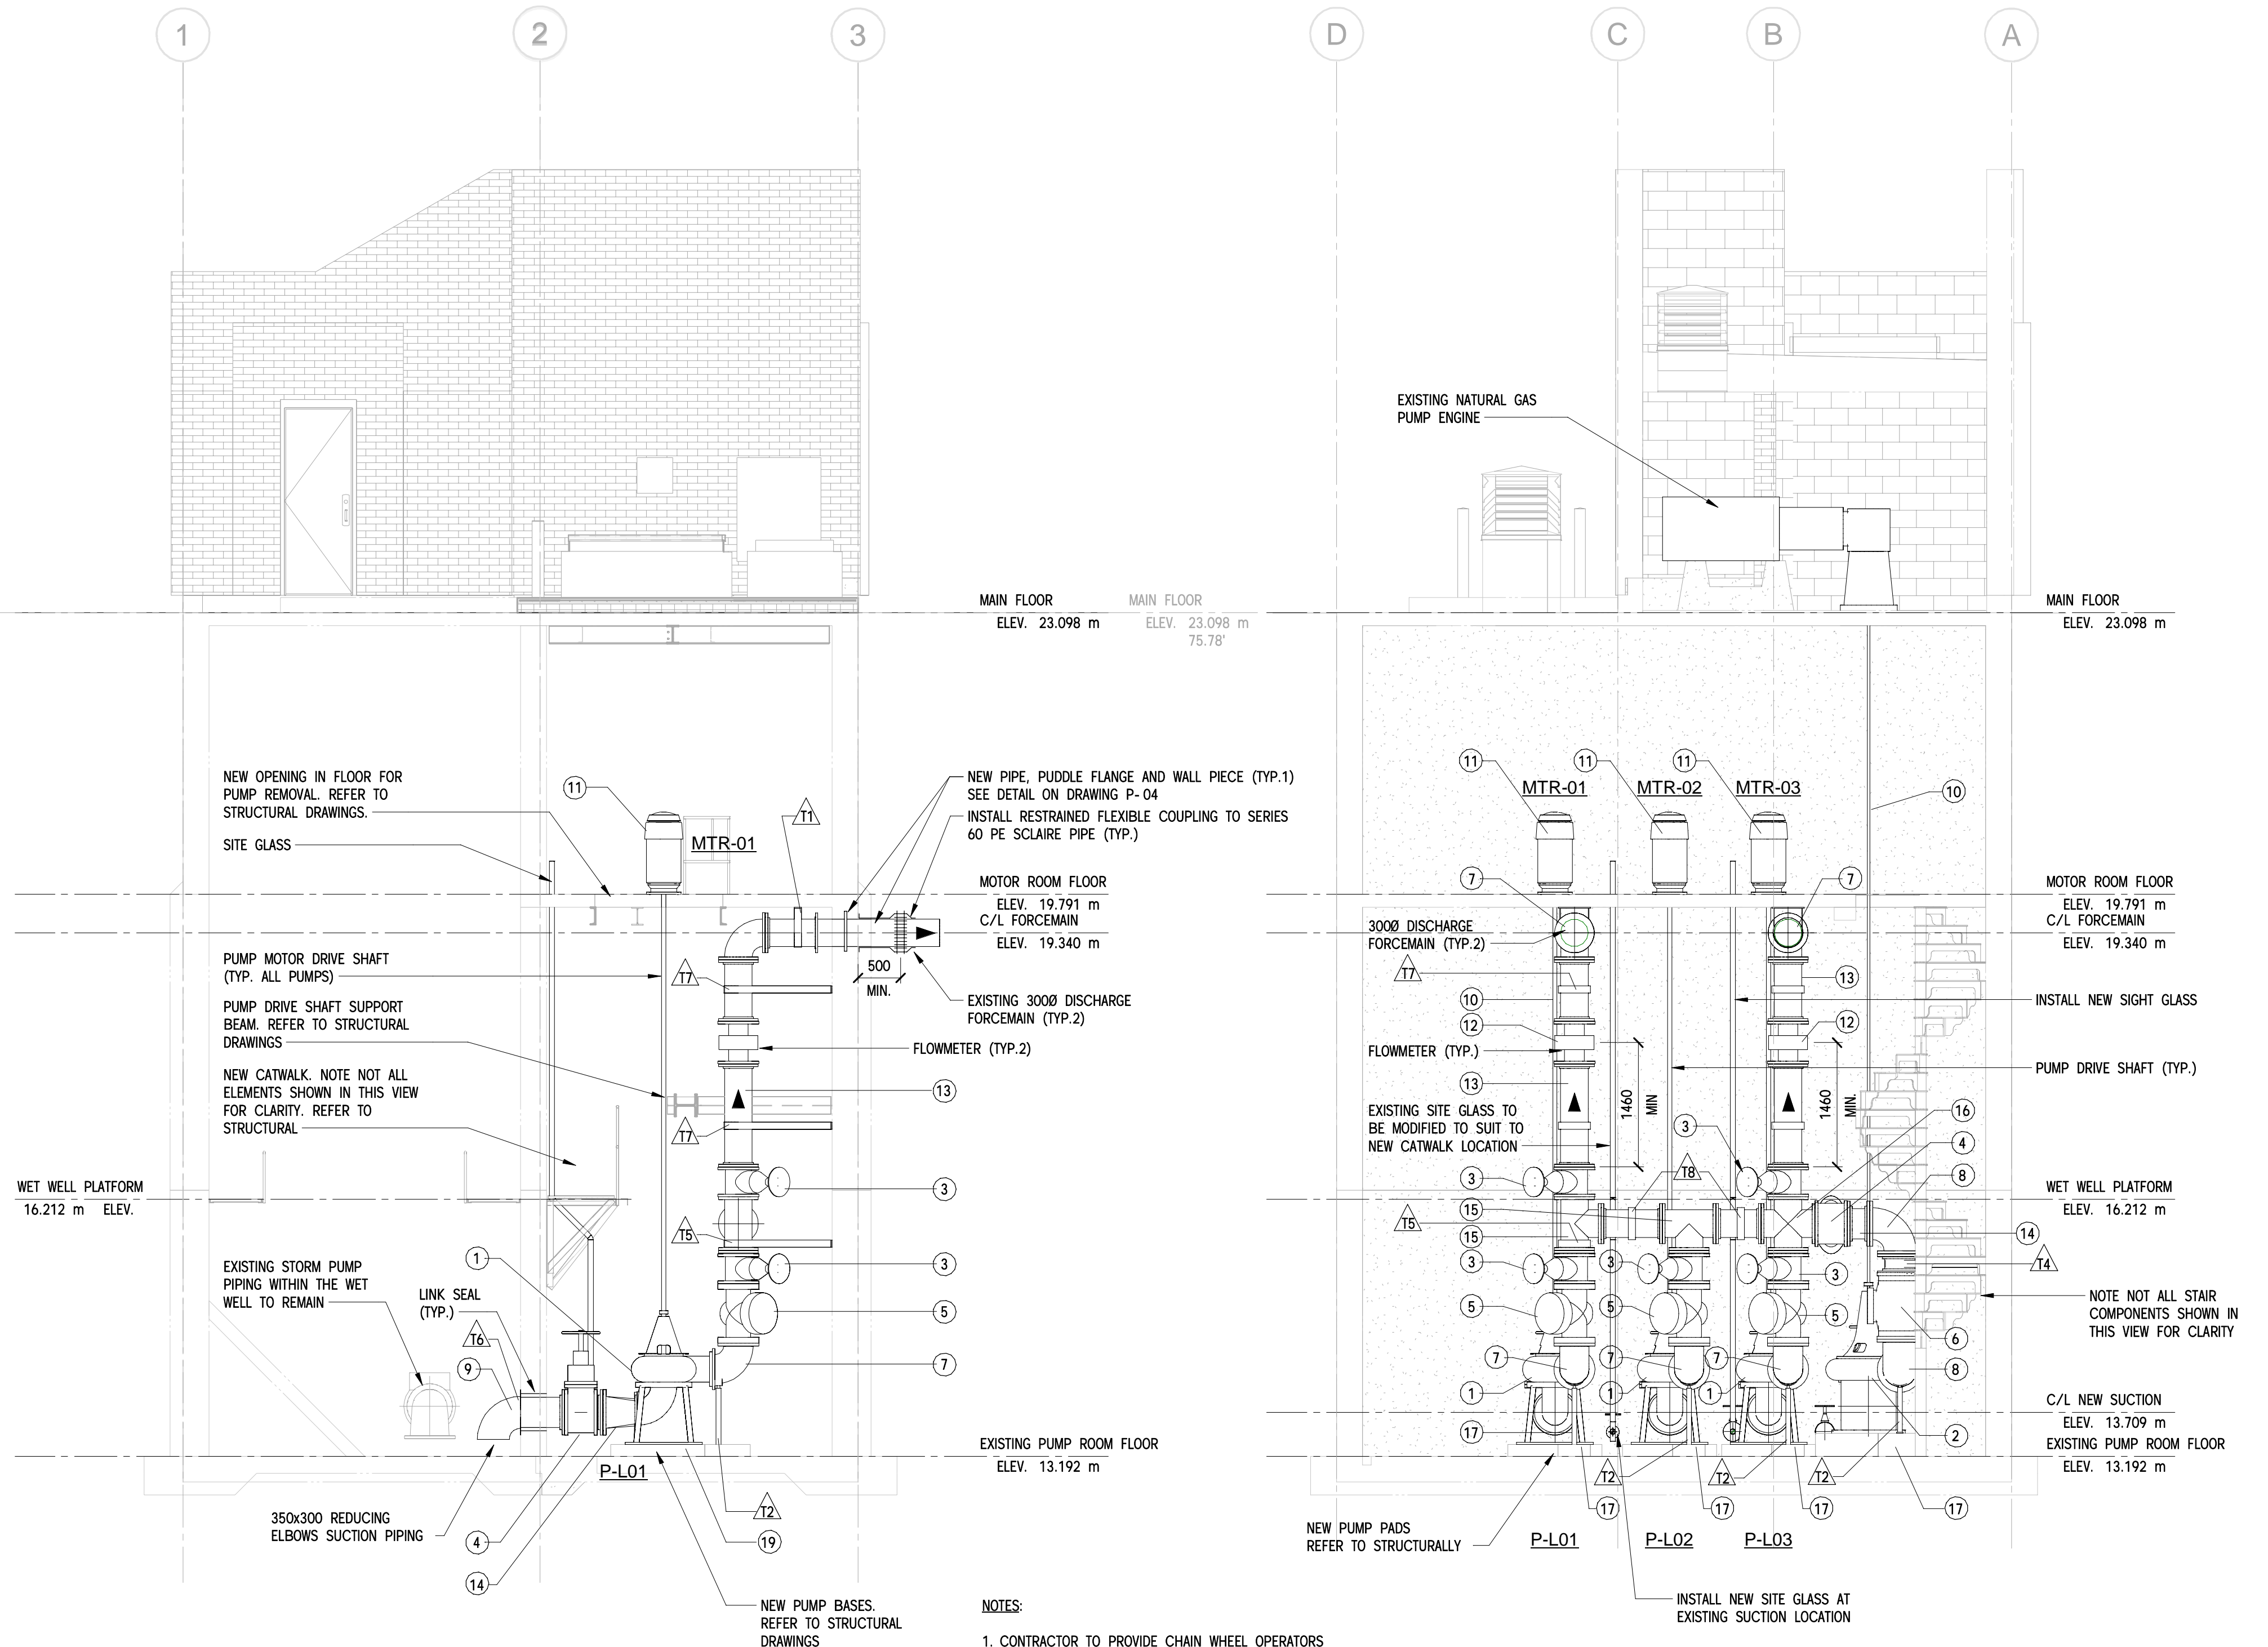 1
2
3
D
C
B
A
EXISTING NATURAL GAS
PUMP ENGINE
MAIN FLOOR
ELEV. 23.098 m
MAIN FLOOR
ELEV. 23.098 m
75.78'
MAIN FLOOR
ELEV. 23.098 m
NEW OPENING IN FLOOR FOR
PUMP REMOVAL. REFER TO
STRUCTURAL DRAWINGS.
SITE GLASS
11
MTR-01
T1
NEW PIPE, PUDDLE FLANGE AND WALL PIECE (TYP.1)
SEE DETAIL ON DRAWING P-04
INSTALL RESTRAINED FLEXIBLE COUPLING TO SERIES
60 PE SCLAIRE PIPE (TYP.)
MOTOR ROOM FLOOR
ELEV. 19.791 m
C/L FORCEMAIN
ELEV. 19.340 m
PUMP MOTOR DRIVE SHAFT
(TYP. ALL PUMPS)
T7
500
MIN.
EXISTING 300Ø DISCHARGE
FORCEMAIN (TYP.2)
PUMP DRIVE SHAFT SUPPORT
BEAM. REFER TO STRUCTURAL
DRAWINGS
FLOWMETER (TYP.2)
NEW CATWALK. NOTE NOT ALL
ELEMENTS SHOWN IN THIS VIEW
FOR CLARITY. REFER TO
STRUCTURAL
13
T7
3
WET WELL PLATFORM
16.212 m ELEV.
T5
1
3
EXISTING STORM PUMP
PIPING WITHIN THE WET
WELL TO REMAIN
LINK SEAL
(TYP.)
5
T6
9
7
EXISTING PUMP ROOM FLOOR
ELEV. 13.192 m
P-L01
T2
350x300 REDUCING
ELBOWS SUCTION PIPING
4
19
14
NEW PUMP BASES.
REFER TO STRUCTURAL
DRAWINGS
NOTES:
1. CONTRACTOR TO PROVIDE CHAIN WHEEL OPERATORS
11
11
11
MTR-01
MTR-02
MTR-03
10
7
7
MOTOR ROOM FLOOR
ELEV. 19.791 m
C/L FORCEMAIN
ELEV. 19.340 m
300Ø DISCHARGE
FORCEMAIN (TYP.2)
T7
13
10
INSTALL NEW SIGHT GLASS
12
12
FLOWMETER (TYP.)
PUMP DRIVE SHAFT (TYP.)
13
1460
MIN
1460
MIN.
EXISTING SITE GLASS TO
BE MODIFIED TO SUIT TO
NEW CATWALK LOCATION
16
3
4
3
T8
8
WET WELL PLATFORM
ELEV. 16.212 m
15
T5
15
14
3
3
3
T4
5
5
5
NOTE NOT ALL STAIR
COMPONENTS SHOWN IN
THIS VIEW FOR CLARITY
6
7
7
7
8
1
1
1
C/L NEW SUCTION
ELEV. 13.709 m
17
2
EXISTING PUMP ROOM FLOOR
ELEV. 13.192 m
T2
T2
T2
17
17
17
17
NEW PUMP PADS
REFER TO STRUCTURALLY
P-L01
P-L02
P-L03
INSTALL NEW SITE GLASS AT
EXISTING SUCTION LOCATION